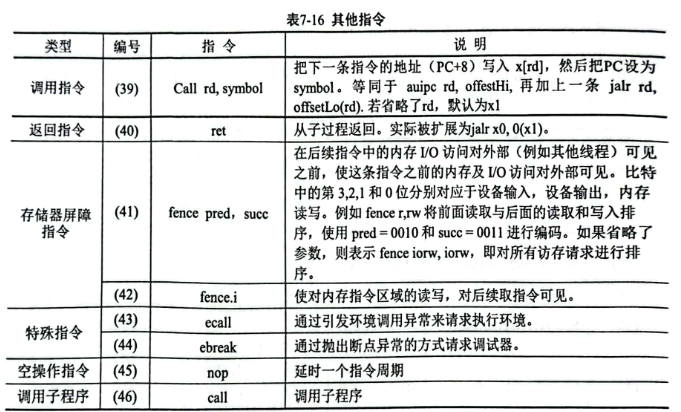 表7-16 其他指令
类型 编号 指 令 说 明
调用指令 (39) Call rd, symbol 把下一条指令的地址（PC+8）写入 x[rd]，然后把PC设为
symbol。等同于 auipc rd, offestHi, 再加上一条 jalr rd,
offsetLo(rd). 若省略了rd，默认为x1
返回指令 (40) ret 从子过程返回。实际被扩展为jalr x0, 0(x1)。
存储器屏障
指令
(41) fence pred，succ 在后续指令中的内存 I/O 访问对外部（例如其他线程）可见
之前，使这条指令之前的内存及 I/O 访问对外部可见。比特
中的第 3,2,1 和 0 位分别对应于设备输入，设备输出，内存
读写。例如 fence r,rw 将前面读取与后面的读取和写入排
序，使用 pred = 0010 和 succ = 0011 进行编码。如果省略了
参数，则表示 fence iorw, iorw，即对所有访存请求进行排
序。
(42) fence.i 使对内存指令区域的读写，对后续取指令可见。
特殊指令 (43) ecall 通过引发环境调用异常来请求执行环境。
(44) ebreak 通过抛出断点异常的方式请求调试器。
空操作指令 (45) nop 延时一个指令周期
调用子程序 (46) call 调用子程序